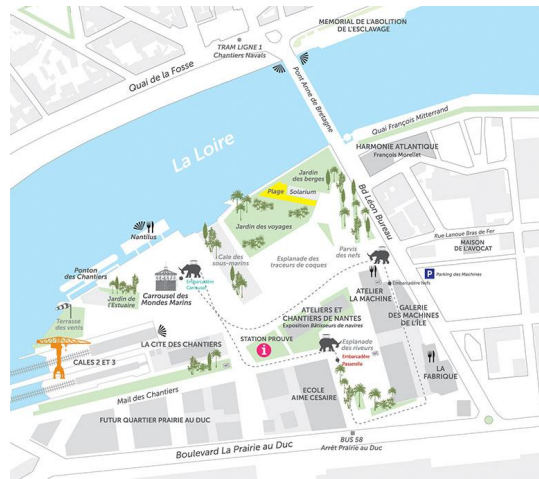 MEMORIAL DE L'ABOLITION
DE L'ESCLAVAGE
TRAM LIGNE 1
Chantiers Navals
Quai de la Fosse
Pont Anne de Bretagne
Quai François Mitterrand
La Loire
HARMONIE ATLANTIQUE
François Morellet
Jardin
des berges
Plage
Solarium
Bd Léon Bureau
Jardin des voyages
Rue Lanoue Bras de Fer
Nantilus
Parvis
des nefs
MAISON
DE L'AVOCAT
Cale des
sous-marins
Esplanade des
traceurs de coques
Ponton
des Chantiers
P
Parking des Machines
Embarcadère
Carrousel
ATELIER
LA MACHINE
Embarcadère Nefs
Carrousel des
Mondes Marins
Jardin de
l'Estuaire
ATELIERS ET
CHANTIERS DE NANTES
Exposition Bâtisseurs de navires
GALERIE
DES MACHINES
DE L'ÎLE
Terrasse
des vents
LA CITE DES CHANTIERS
STATION PROUVE
i
Esplanade
des riveurs
Embarcadère
Passerelle
CALES 2 ET 3
LA
FABRIQUE
Mail des Chantiers
ECOLE
AIME CESAIRE
FUTUR QUARTIER PRAIRIE AU DUC
BUS 58
Arrêt Prairie au Duc
Boulevard La Prairie au Duc